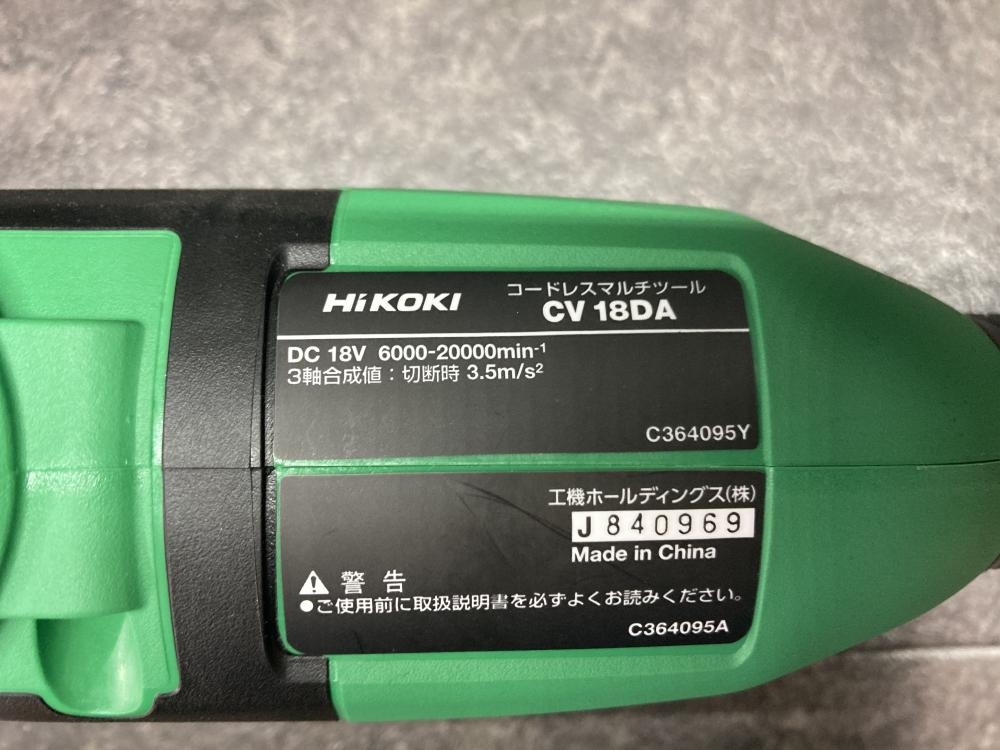 HiKOKI
コードレスマルチツール
CV 18DA
DC 18V 6000-20000min⁻¹
3軸合成値：切断時 3.5m/s²
C364095Y
工機ホールディングス(株)
J 840969
Made in China
⚠ 警告
●ご使用前に取扱説明書を必ずよくお読みください。
C364095A